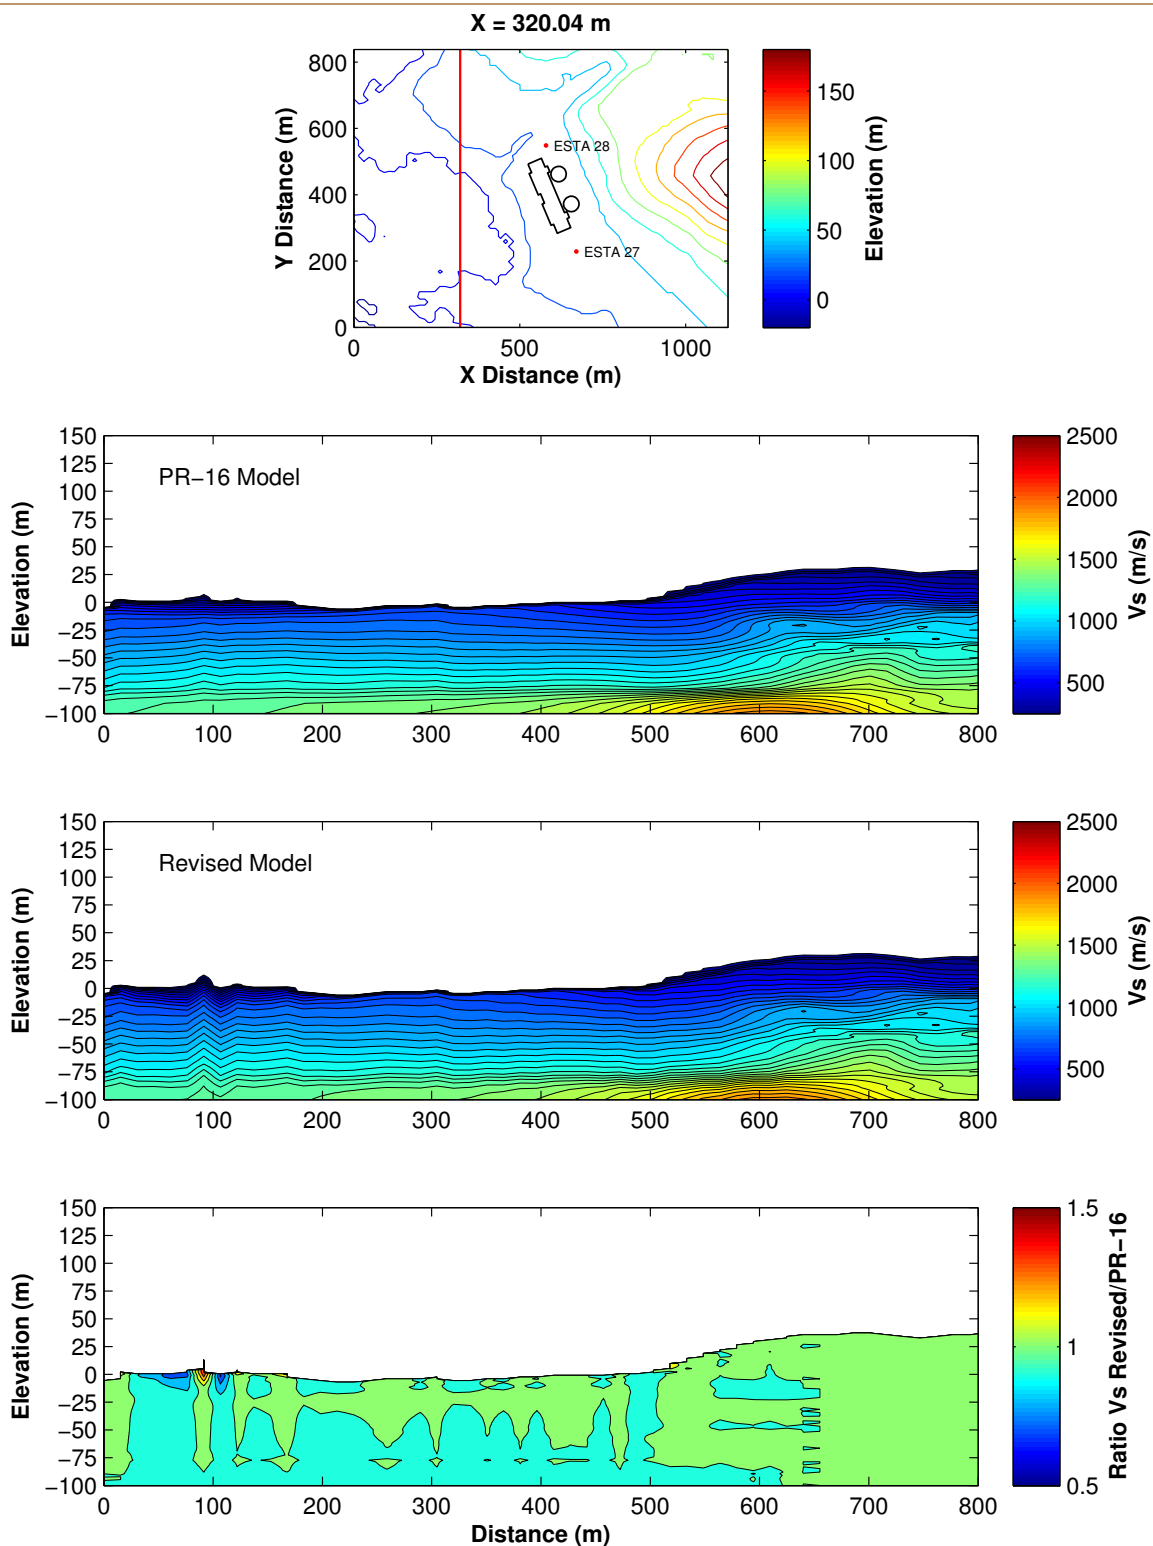 X = 320.04 m
800
600
400
200
0
Y Distance (m)
ESTA 28
ESTA 27
0 500 1000
X Distance (m)
150
100
50
0
Elevation (m)
150
125
100
75
50
25
0
−25
−50
−75
−100
Elevation (m)
PR−16 Model
0 100 200 300 400 500 600 700 800
2500
2000
1500
1000
500
Vs (m/s)
150
125
100
75
50
25
0
−25
−50
−75
−100
Elevation (m)
Revised Model
0 100 200 300 400 500 600 700 800
2500
2000
1500
1000
500
Vs (m/s)
150
125
100
75
50
25
0
−25
−50
−75
−100
Elevation (m)
0 100 200 300 400 500 600 700 800
Distance (m)
1.5
1
0.5
Ratio Vs Revised/PR−16